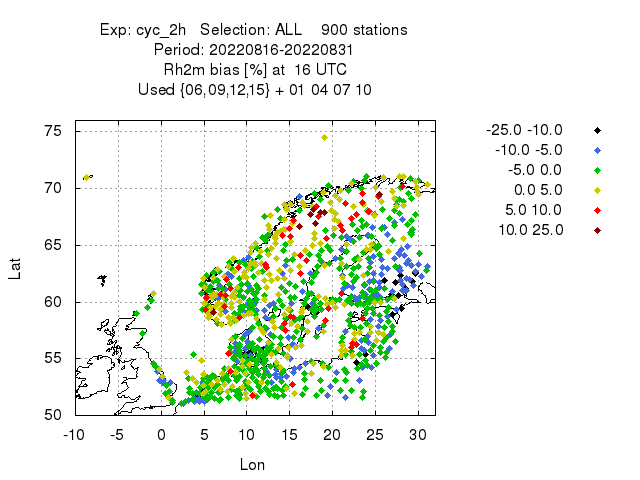 Exp: cyc_2h   Selection: ALL    900 stations
Period: 20220816-20220831
Rh2m bias [%] at  16 UTC
Used {06,09,12,15} + 01 04 07 10
-25.0 -10.0
-10.0 -5.0
-5.0 0.0
0.0 5.0
5.0 10.0
10.0 25.0
75
70
65
60
55
50
Lat
-10 -5 0 5 10 15 20 25 30
Lon